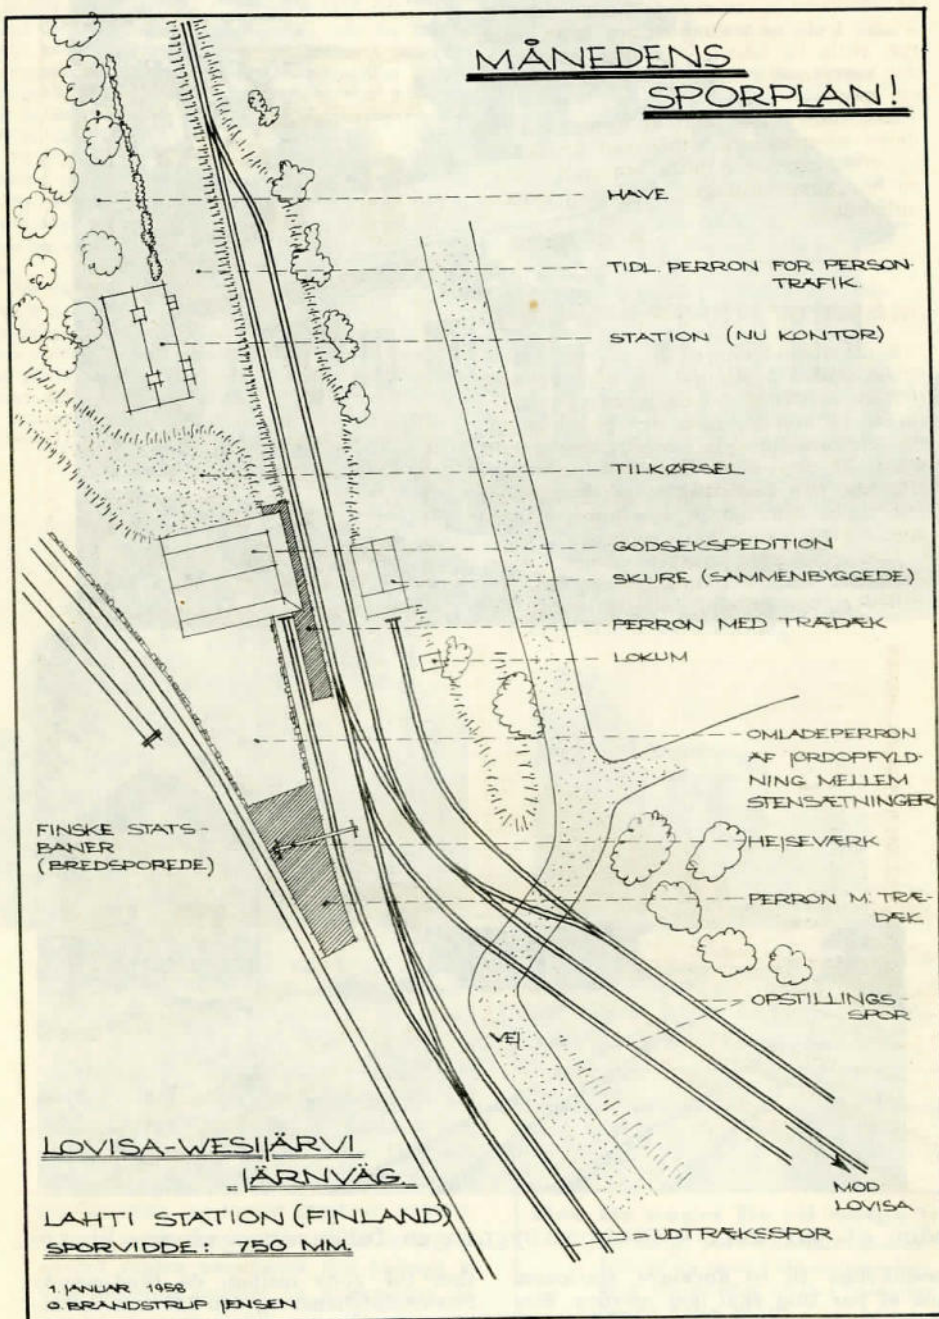 MÅNEDENS
SPORPLAN!
HAVE
TIDL. PERRON FOR PERSON-
TRAFIK.
STATION (NU KONTOR)
TILKØRSEL
GODSEKSPEDITION
SKURE (SAMMENBYGGEDE)
PERRON MED TRÆDÆK
LOKUM
OMLADEPERRON
AF JORDOPFYLD-
NING MELLEM
STENSÆTNINGER
HEJSEVÆRK
PERRON M. TRÆ-
DÆK
OPSTILLINGS-
SPOR
FINSKE STATS-
BANER
(BREDSPOREDE)
VEJ
MOD
LOVISA
UDTRÆKSSPOR
LOVISA-WESIJÄRVI
JÄRNVÄG.
LAHTI STATION (FINLAND)
SPORVIDDE: 750 MM.
1. JANUAR 1956
O. BRANDSTRUP JENSEN